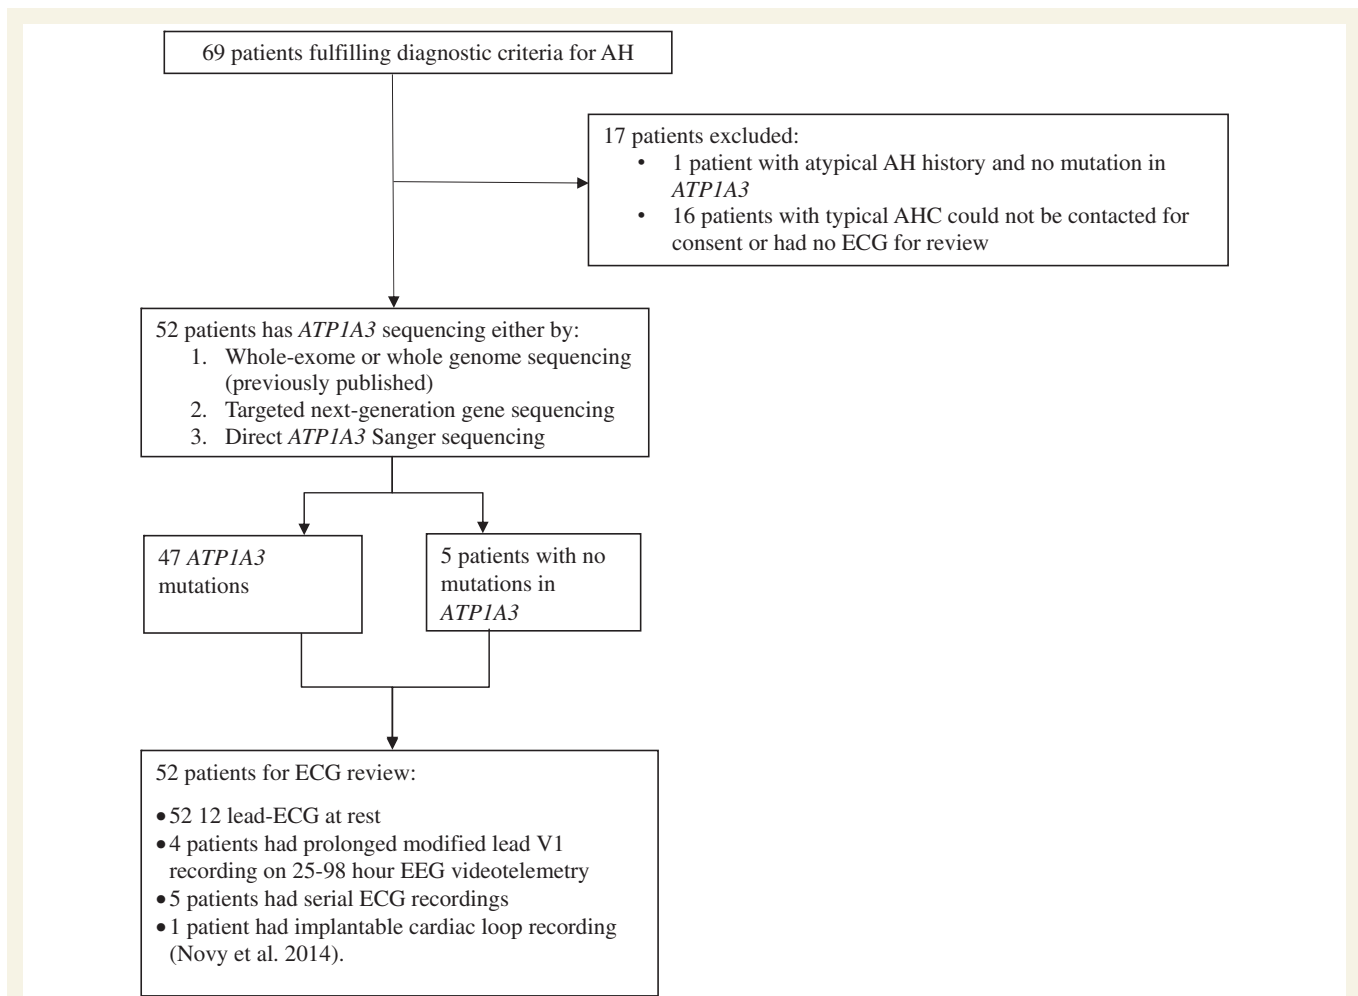 69 patients fulfilling diagnostic criteria for AH
17 patients excluded:
• 1 patient with atypical AH history and no mutation in
ATP1A3
• 16 patients with typical AHC could not be contacted for
consent or had no ECG for review
52 patients has ATP1A3 sequencing either by:
1. Whole-exome or whole genome sequencing
(previously published)
2. Targeted next-generation gene sequencing
3. Direct ATP1A3 Sanger sequencing
47 ATP1A3
mutations
5 patients with no
mutations in
ATP1A3
52 patients for ECG review:
•52 12 lead-ECG at rest
•4 patients had prolonged modified lead V1
recording on 25-98 hour EEG videotelemetry
•5 patients had serial ECG recordings
•1 patient had implantable cardiac loop recording
(Novy et al. 2014).